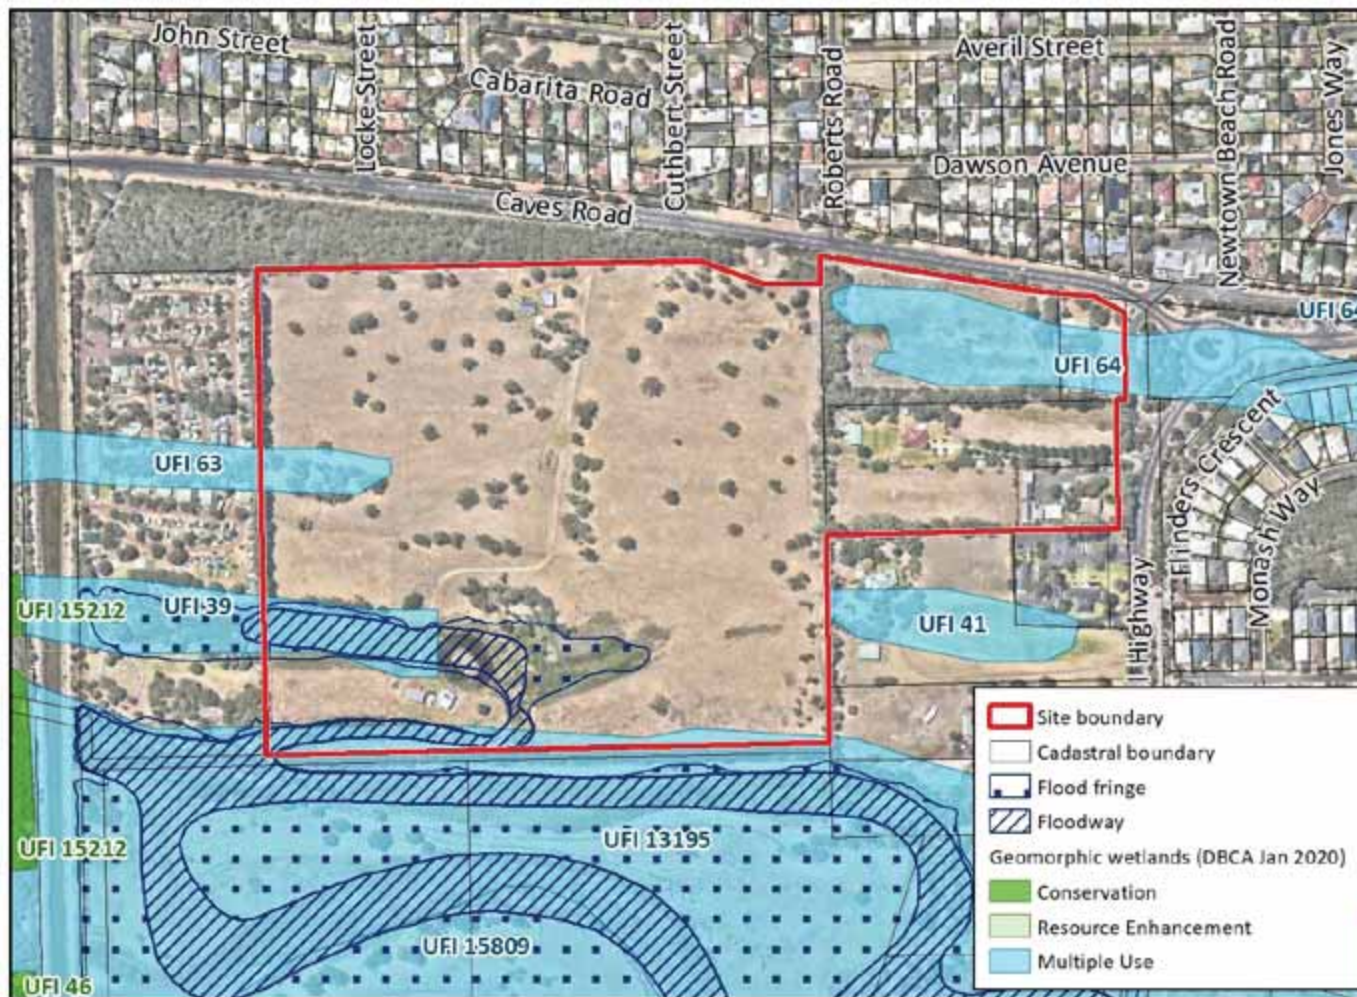 John Street
Locke Street
Cabarita Road
Cuthbert Street
Roberts Road
Averil Street
Newtown Beach Road
Jones Way
Dawson Avenue
Caves Road
UFI 64
UFI 64
UFI 63
Flinders Crescent
Monash Way
UFI 15212
UFI 39
UFI 41
Highway
UFI 15212
UFI 13195
UFI 15809
UFI 46
Site boundary
Cadastral boundary
Flood fringe
Floodway
Geomorphic wetlands (DBCA Jan 2020)
Conservation
Resource Enhancement
Multiple Use